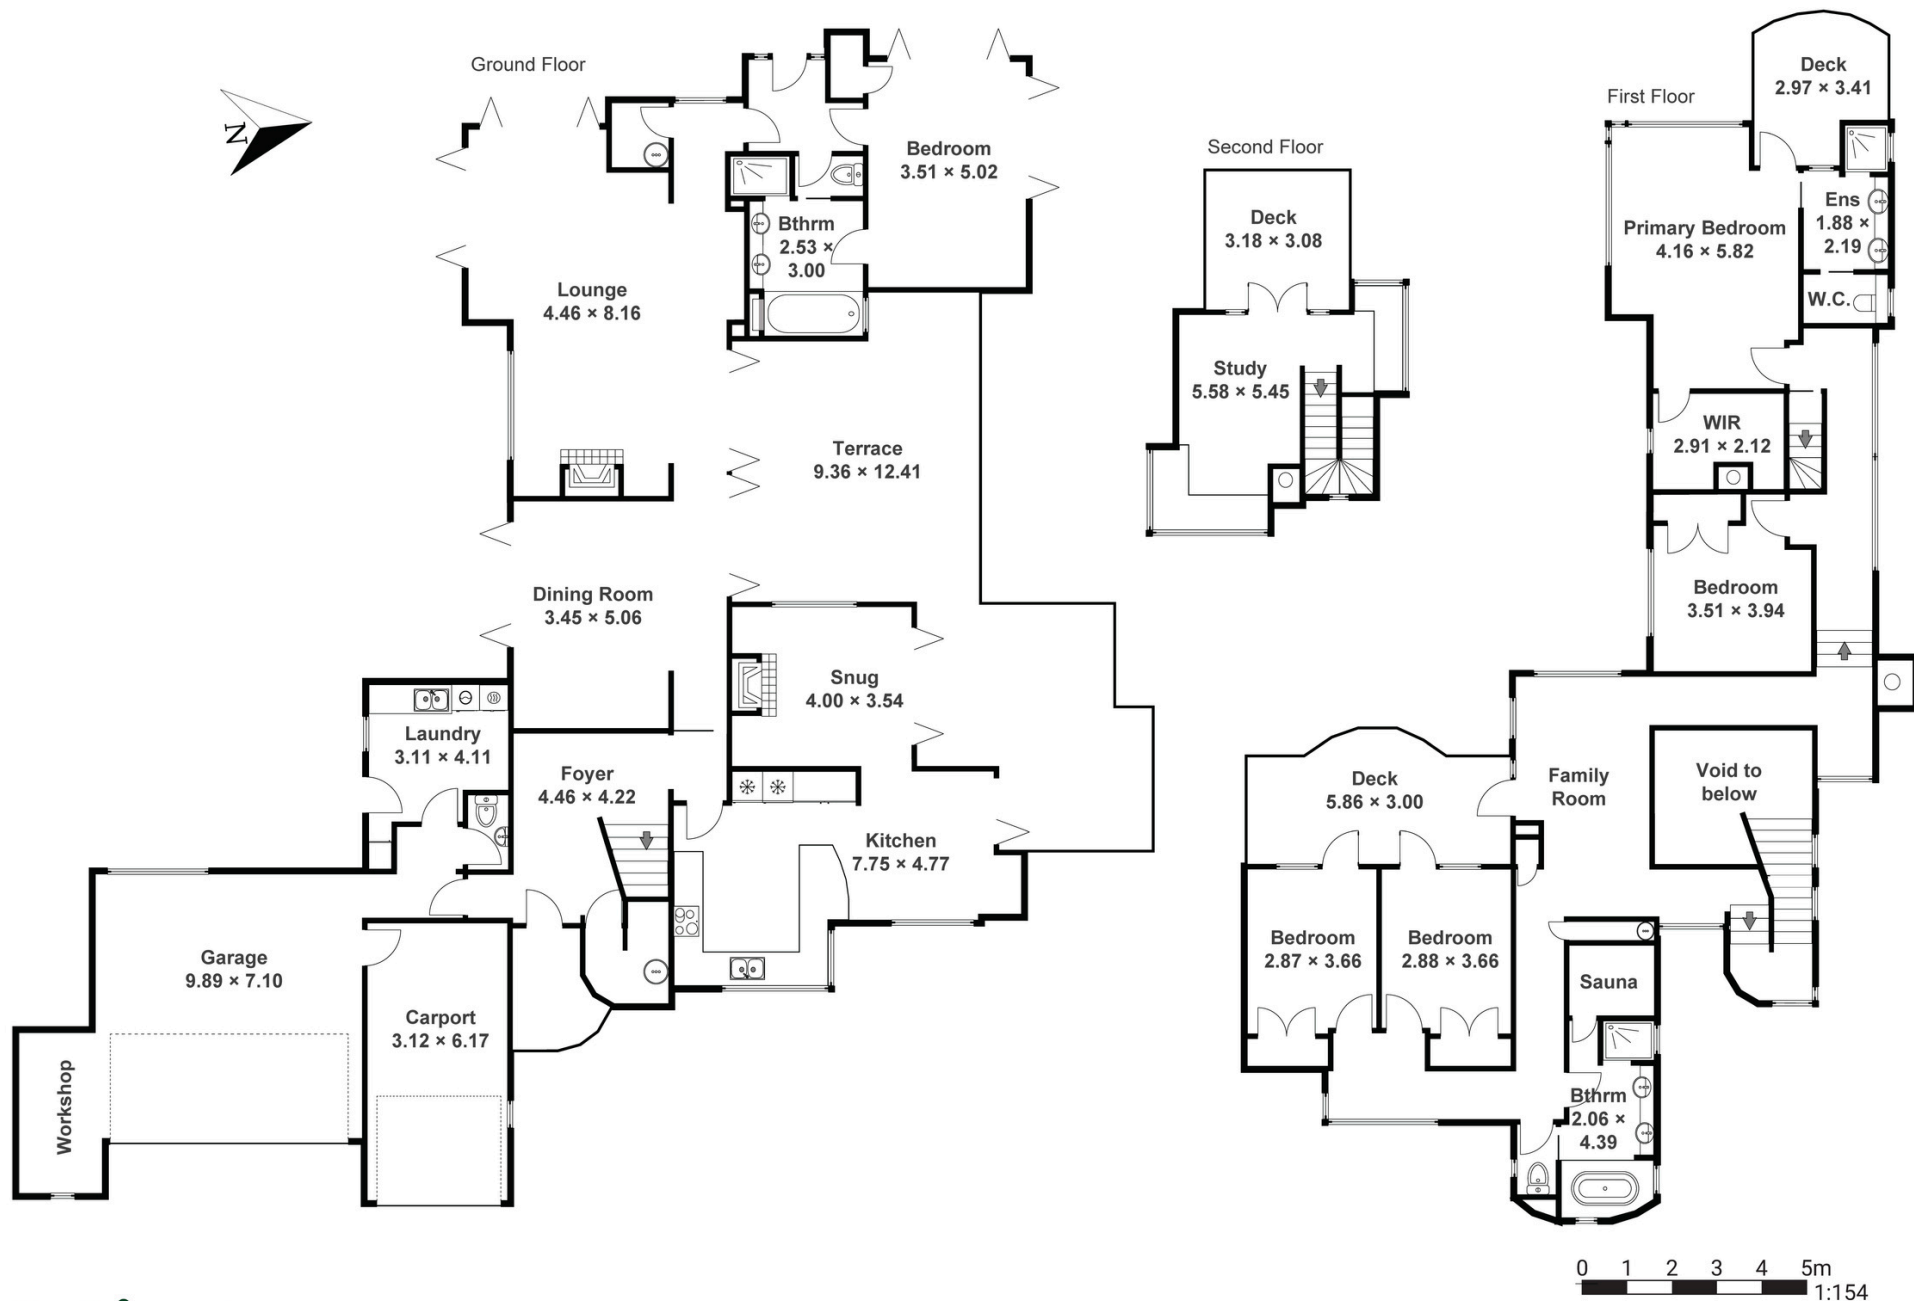 Ground Floor
N
Bedroom
3.51 × 5.02
Bthrm
2.53 ×
3.00
Lounge
4.46 × 8.16
Terrace
9.36 × 12.41
Dining Room
3.45 × 5.06
Snug
4.00 × 3.54
Laundry
3.11 × 4.11
Foyer
4.46 × 4.22
Kitchen
7.75 × 4.77
Garage
9.89 × 7.10
Carport
3.12 × 6.17
Workshop
Second Floor
Deck
3.18 × 3.08
Study
5.58 × 5.45
First Floor
Deck
2.97 × 3.41
Primary Bedroom
4.16 × 5.82
Ens
1.88 ×
2.19
W.C.
WIR
2.91 × 2.12
Bedroom
3.51 × 3.94
Deck
5.86 × 3.00
Family
Room
Void to
below
Bedroom
2.87 × 3.66
Bedroom
2.88 × 3.66
Sauna
Bthrm
2.06 ×
4.39
0 1 2 3 4 5m
1:154